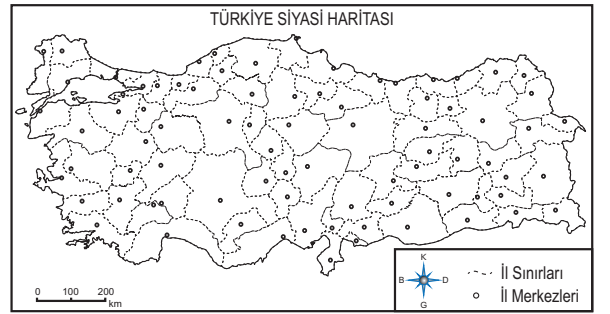 TÜRKİYE SİYASİ HARİTASI
K
B
D
G
İl Sınırları
İl Merkezleri
0 100 200
km